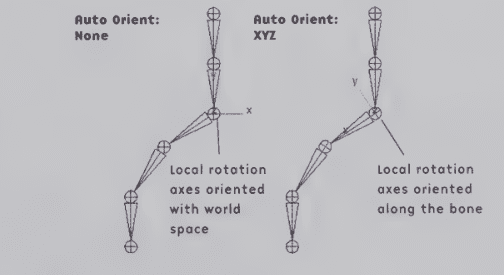 Auto Orient:
None
Auto Orient:
XYZ
x
y
x
Local rotation
axes oriented
with world
space
Local rotation
axes oriented
along the bone